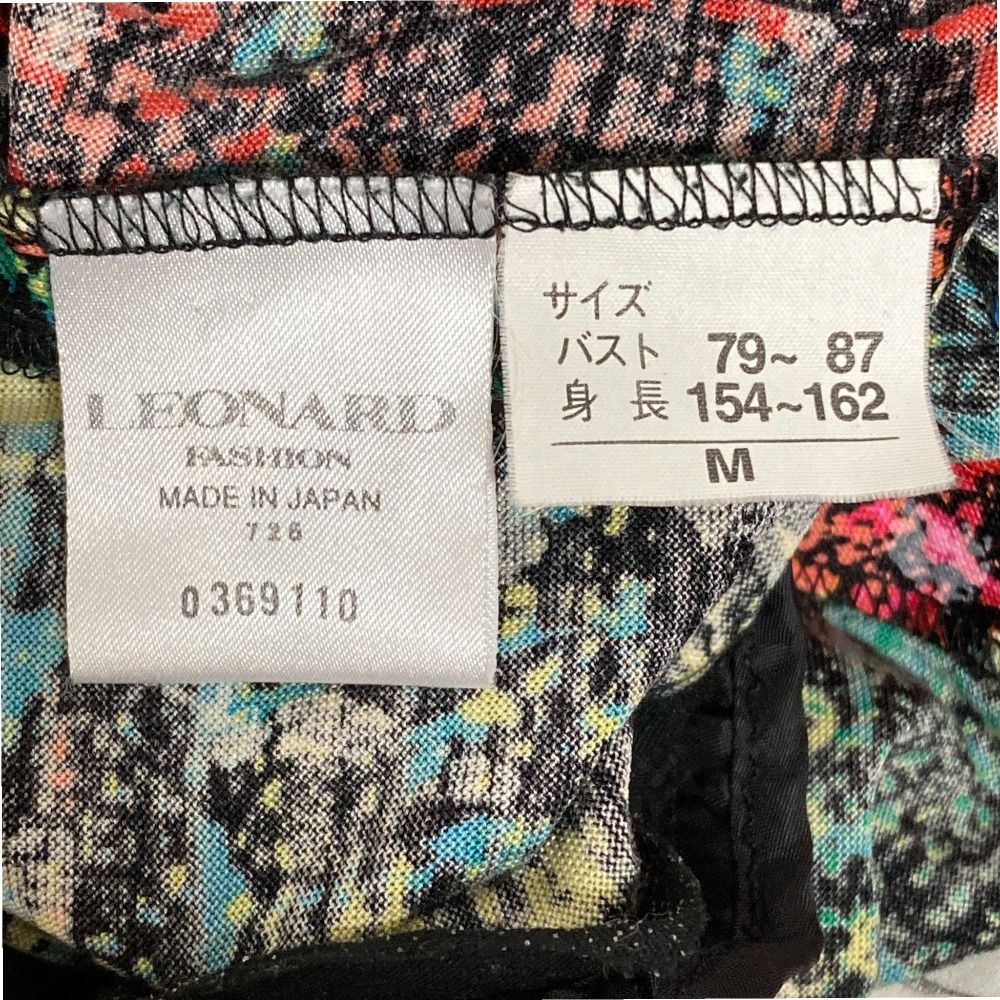 LEONARD
FASHION
MADE IN JAPAN
726
0369110
サイズ
バスト 79~ 87
身長 154~162
M